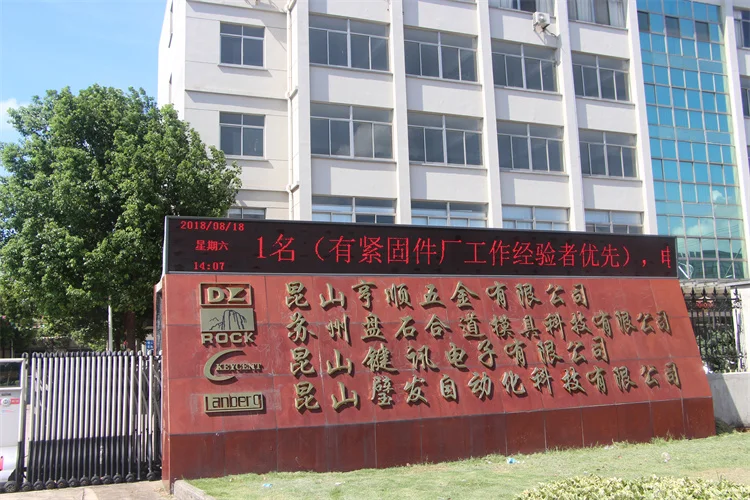 2018/08/18
星期六
14:07
1名（有紧固件厂工作经验者优先），电
DZ
ROCK
KEYCENT
Lanberg
昆山亨顺五金有限公司
苏州盘石合道模具科技有限公司
昆山键讯电子有限公司
昆山璧发自动化科技有限公司